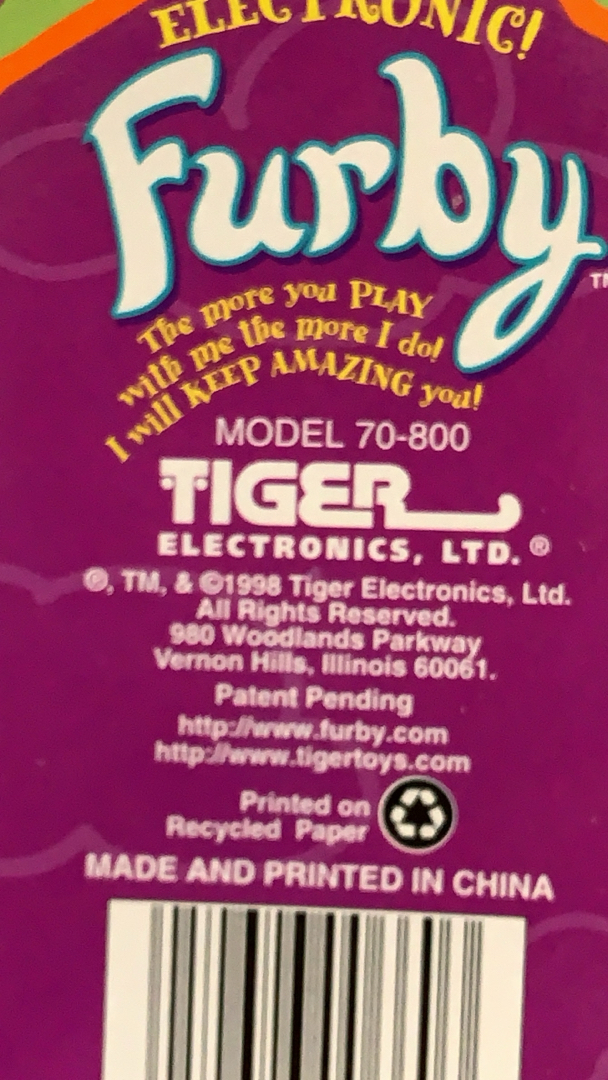 ELECTRONIC!
Furby™
The more you PLAY
with me the more I do!
I will KEEP AMAZING you!
MODEL 70-800
TIGER
ELECTRONICS, LTD.®
®, TM, & ©1998 Tiger Electronics, Ltd.
All Rights Reserved.
980 Woodlands Parkway
Vernon Hills, Illinois 60061.
Patent Pending
http://www.furby.com
http://www.tigertoys.com
Printed on
Recycled Paper
MADE AND PRINTED IN CHINA